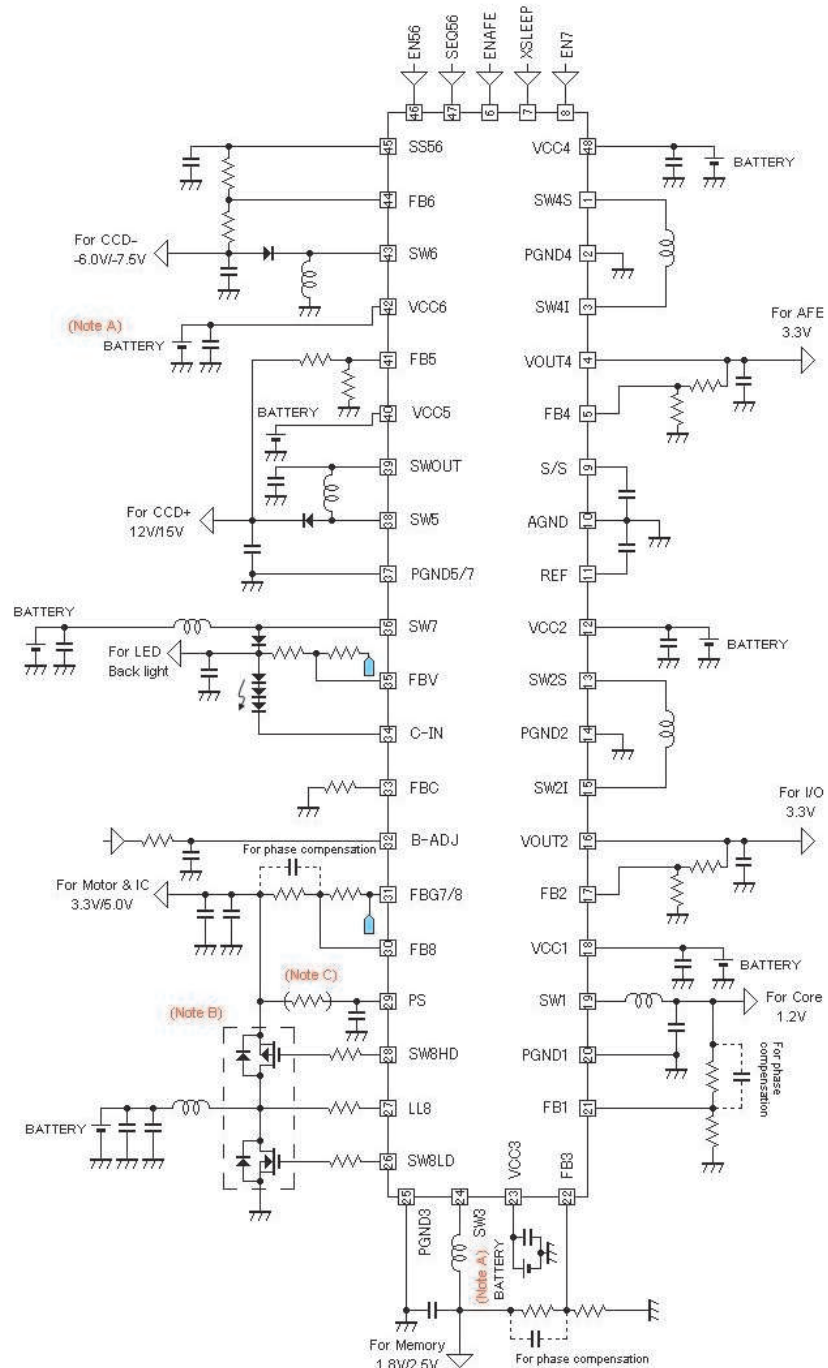 EN56
SEQ56
ENAFE
XSLEEP
EN7
46
47
6
7
8
45
SS56
44
FB6
For CCD-
-6.0V/-7.5V
43
SW6
42
VCC6
(Note A)
BATTERY
41
FB5
BATTERY
40
VCC5
39
SWOUT
For CCD+
12V/15V
38
SW5
37
PGND5/7
BATTERY
36
SW7
For LED
Back light
35
FBV
34
C-IN
33
FBC
32
B-ADJ
For phase compensation
For Motor & IC
3.3V/5.0V
31
FBG7/8
30
FB8
(Note C)
29
PS
(Note B)
28
SW8HD
BATTERY
27
LL8
26
SW8LD
VCC4
48
BATTERY
SW4S
1
PGND4
2
SW4I
3
For AFE
3.3V
VOUT4
4
FB4
5
S/S
9
AGND
10
REF
11
VCC2
12
BATTERY
SW2S
13
PGND2
14
SW2I
15
For I/O
3.3V
VOUT2
16
FB2
17
VCC1
18
BATTERY
SW1
19
For Core
1.2V
PGND1
20
For phase
compensation
FB1
21
VCC3
FB3
25
24
23
22
PGND3
SW3
(Note A)
BATTERY
For Memory
1.8V/2.5V
For phase compensation